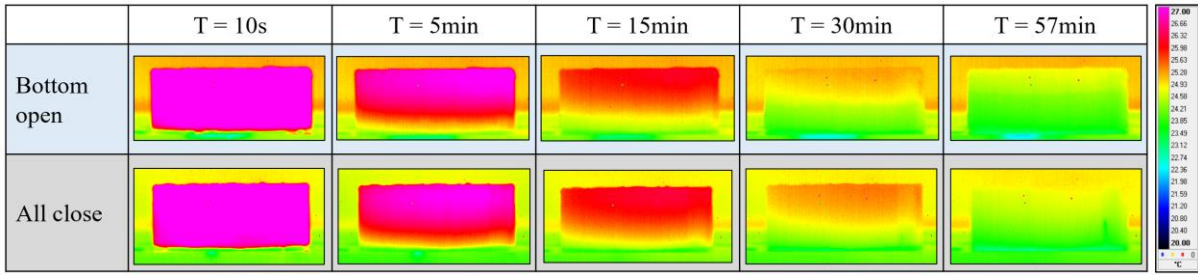 T = 10s
T = 5min
T = 15min
T = 30min
T = 57min
Bottom
open
All close
27.00
26.66
26.32
25.98
25.63
25.28
24.93
24.58
24.21
23.85
23.49
23.12
22.74
22.36
21.98
21.59
21.20
20.80
20.40
20.00
°C